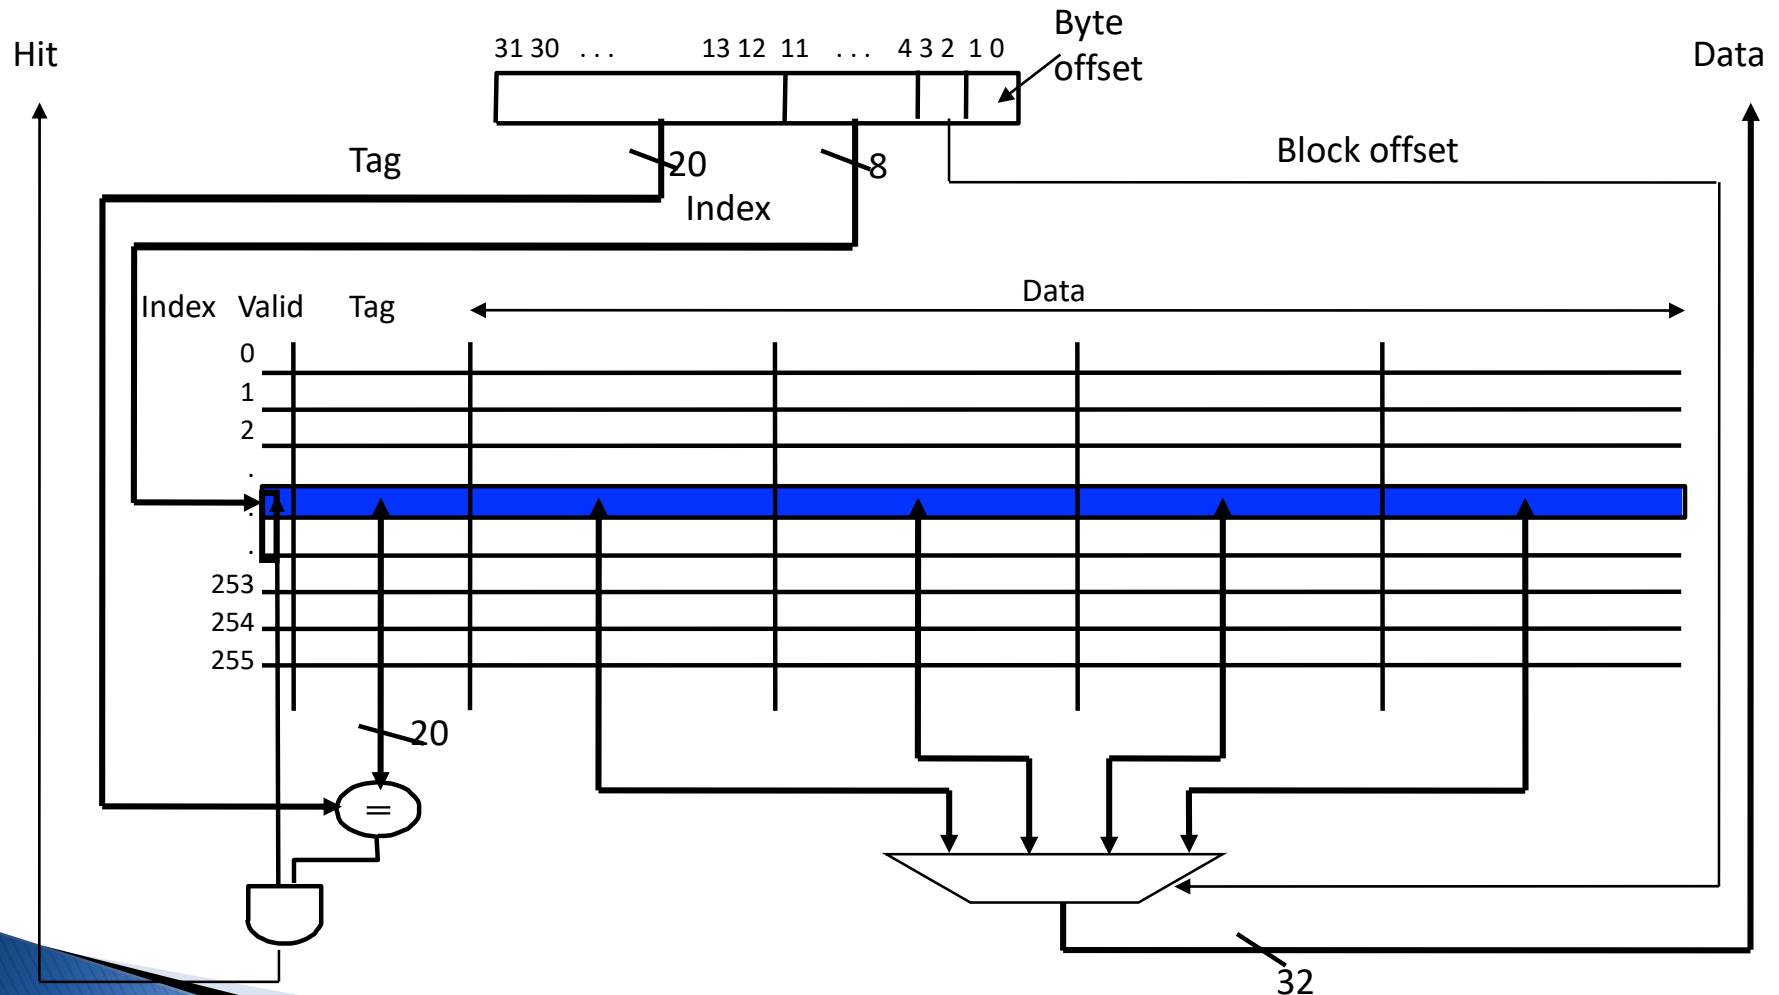 Hit
31 30 . . . 13 12 11 . . . 4 3 2 1 0
Byte
offset
Data
Tag
20
8
Block offset
Index
Index Valid Tag
Data
0
1
2
.
.
.
253
254
255
20
=
32